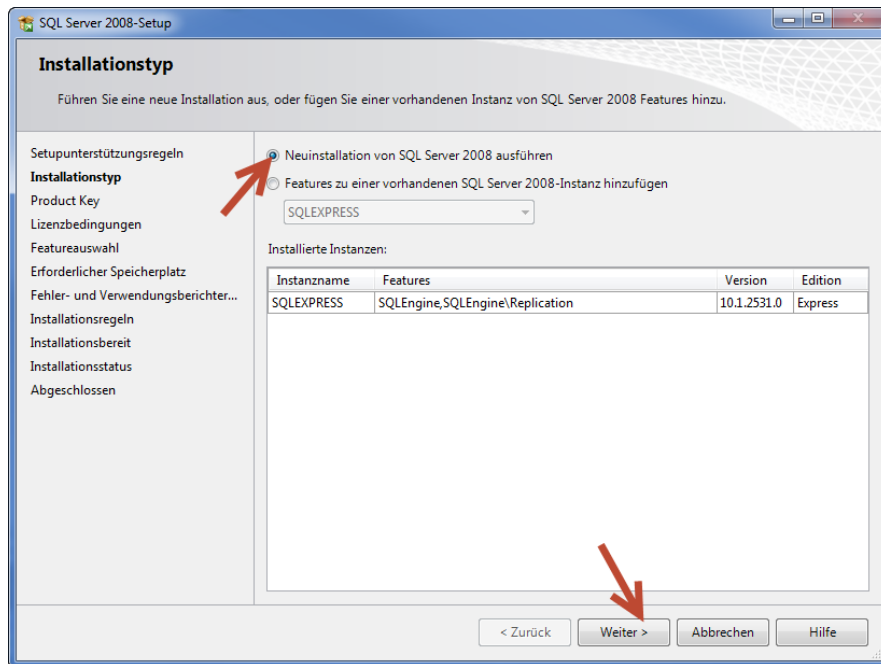 SQL Server 2008-Setup
Installationstyp
Führen Sie eine neue Installation aus, oder fügen Sie einer vorhandenen Instanz von SQL Server 2008 Features hinzu.
Setupunterstützungsregeln
Installationstyp
Product Key
Lizenzbedingungen
Featureauswahl
Erforderlicher Speicherplatz
Fehler- und Verwendungsberichter...
Installationsregeln
Installationsbereit
Installationsstatus
Abgeschlossen
Neuinstallation von SQL Server 2008 ausführen
Features zu einer vorhandenen SQL Server 2008-Instanz hinzufügen
SQLEXPRESS
Installierte Instanzen:
Instanzname Features Version Edition
SQLEXPRESS SQLEngine,SQLEngine\Replication 10.1.2531.0 Express
< Zurück Weiter > Abbrechen Hilfe